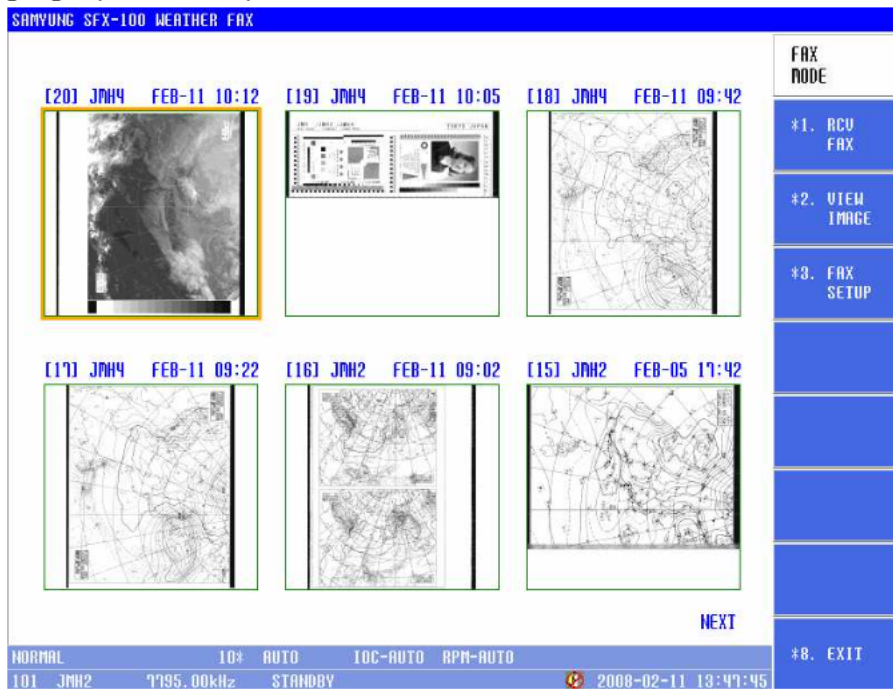 SAMYUNG SFX-100 WEATHER FAX
FAX
MODE
[20] JMH4 FEB-11 10:12
[19] JMH4 FEB-11 10:05
[18] JMH4 FEB-11 09:42
TOKYO JAPAN
*1. RCV
FAX
*2. VIEW
IMAGE
*3. FAX
SETUP
[17] JMH4 FEB-11 09:22
[16] JMH2 FEB-11 09:02
[15] JMH2 FEB-05 17:42
NEXT
*8. EXIT
NORMAL 10* AUTO IOC-AUTO RPM-AUTO
101 JMH2 7795.00kHz STANDBY 2008-02-11 13:47:45